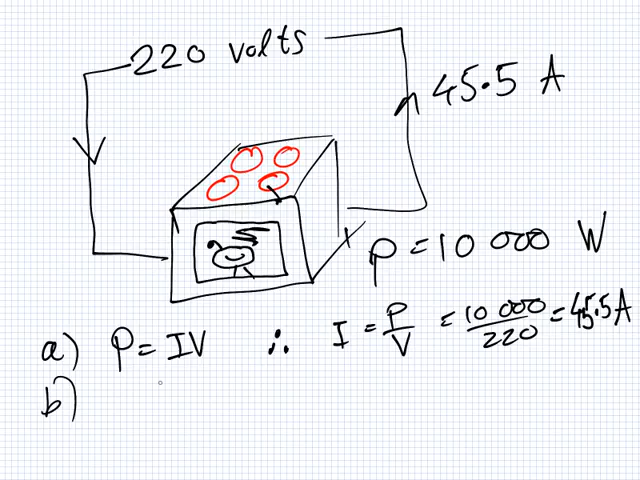 220 volts
45.5 A
P = 10 000 W
a) P = IV ∴ I = P/V = 10 000/220 = 45.5A
b)